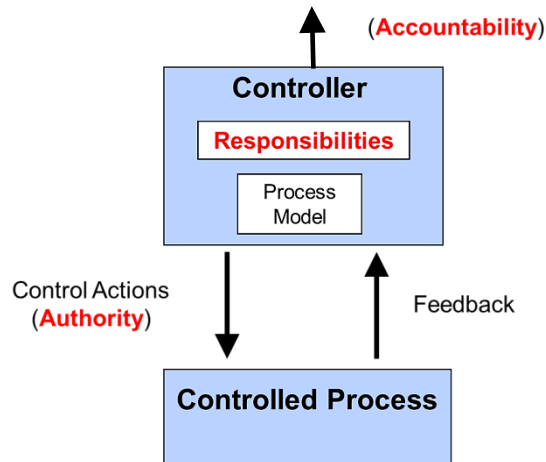 (Accountability)
Controller
Responsibilities
Process
Model
Control Actions
(Authority)
Feedback
Controlled Process